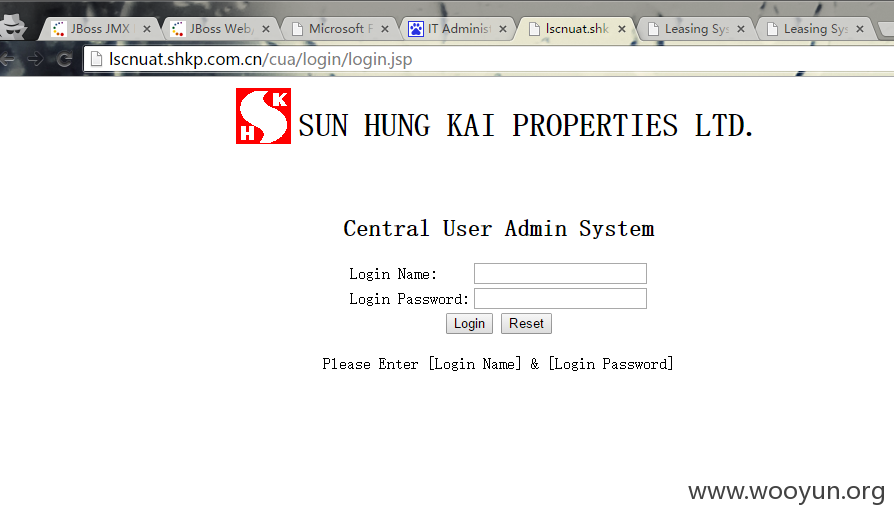 JBoss JMX
JBoss Web
Microsoft
IT Administ
lscnuat.shk
Leasing Sys
Leasing Sys
lscnuat.shkp.com.cn/cua/login/login.jsp
S K H
SUN HUNG KAI PROPERTIES LTD.
Central User Admin System
Login Name:
Login Password:
Login Reset
Please Enter [Login Name] & [Login Password]
www.wooyun.org